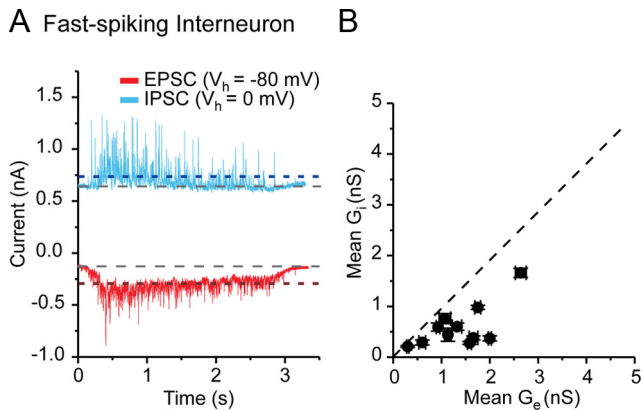 A Fast-spiking Interneuron
EPSC (Vh = -80 mV)
IPSC (Vh = 0 mV)
Current (nA)
1.5
1.0
0.5
0.0
-0.5
-1.0
0 1 2 3
Time (s)
B
Mean Gi (nS)
5
4
3
2
1
0
0 1 2 3 4 5
Mean Ge (nS)